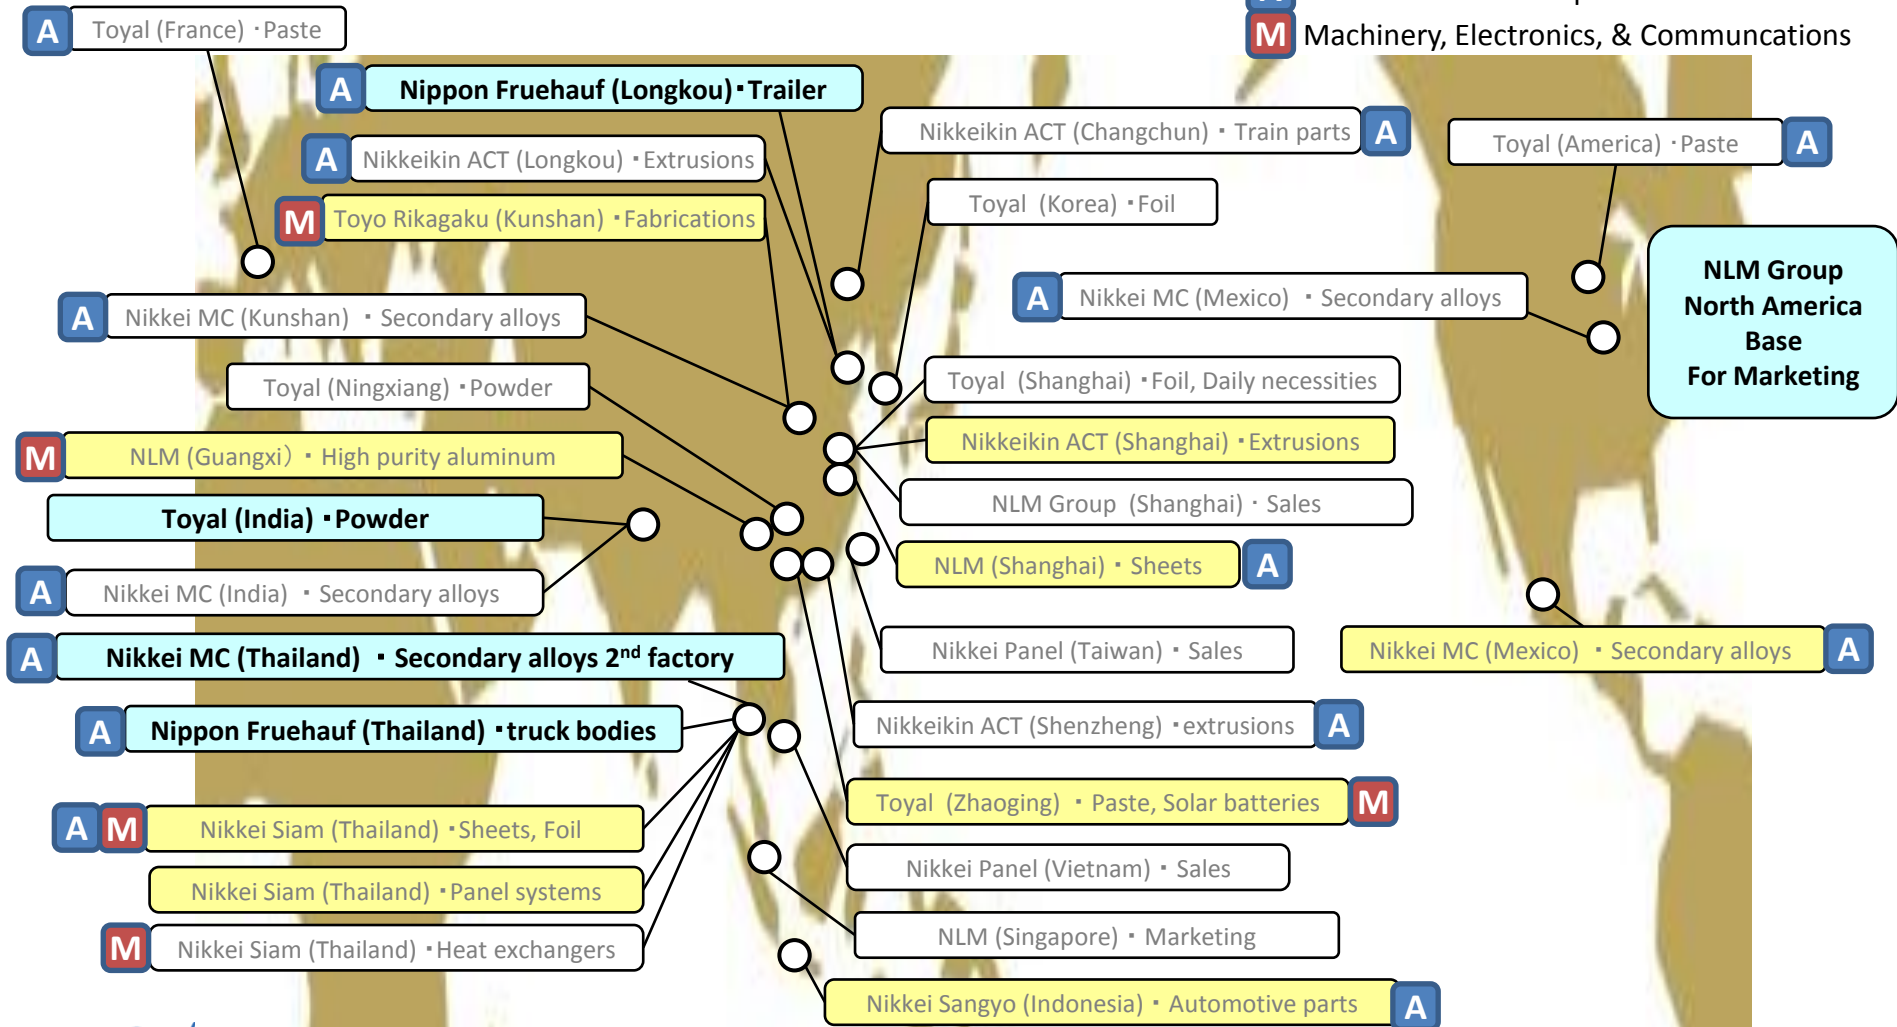 A Toyal (France)・Paste
M Machinery, Electronics, & Communcations
A Nippon Fruehauf (Longkou)・Trailer
Nikkeikin ACT (Changchun)・Train parts A
Toyal (America)・Paste A
A Nikkeikin ACT (Longkou)・Extrusions
M Toyo Rikagaku (Kunshan)・Fabrications
Toyal (Korea)・Foil
NLM Group
North America
Base
For Marketing
A Nikkei MC (Kunshan)・Secondary alloys
A Nikkei MC (Mexico)・Secondary alloys
Toyal (Ningxiang)・Powder
Toyal (Shanghai)・Foil, Daily necessities
M NLM (Guangxi）・High purity aluminum
Nikkeikin ACT (Shanghai)・Extrusions
Toyal (India)・Powder
NLM Group (Shanghai)・Sales
A Nikkei MC (India)・Secondary alloys
NLM (Shanghai)・Sheets A
A Nikkei MC (Thailand)・Secondary alloys 2nd factory
Nikkei Panel (Taiwan)・Sales
Nikkei MC (Mexico)・Secondary alloys A
A Nippon Fruehauf (Thailand)・truck bodies
Nikkeikin ACT (Shenzheng)・extrusions A
A M Nikkei Siam (Thailand)・Sheets, Foil
Toyal (Zhaoging)・Paste, Solar batteries M
Nikkei Siam (Thailand)・Panel systems
Nikkei Panel (Vietnam)・Sales
M Nikkei Siam (Thailand)・Heat exchangers
NLM (Singapore)・Marketing
Nikkei Sangyo (Indonesia)・Automotive parts A